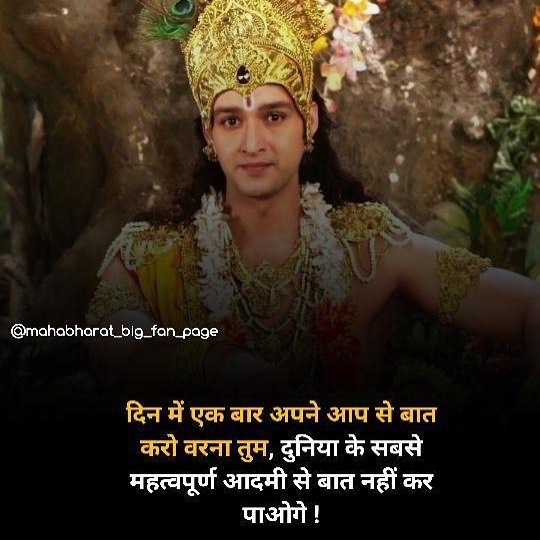 @mahabharat_big_fan_page
दिन में एक बार अपने आप से बात
करो वरना तुम, दुनिया के सबसे
महत्वपूर्ण आदमी से बात नहीं कर
पाओगे !